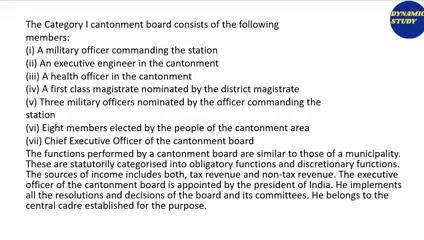 DYNAMIC
STUDY
The Category I cantonment board consists of the following
members:
(i) A military officer commanding the station
(ii) An executive engineer in the cantonment
(iii) A health officer in the cantonment
(iv) A first class magistrate nominated by the district magistrate
(v) Three military officers nominated by the officer commanding the
station
(vi) Eight members elected by the people of the cantonment area
(vii) Chief Executive Officer of the cantonment board
The functions performed by a cantonment board are similar to those of a municipality.
These are statutorily categorised into obligatory functions and discretionary functions.
The sources of income includes both, tax revenue and non-tax revenue. The executive
officer of the cantonment board is appointed by the president of India. He implements
all the resolutions and decisions of the board and its committees. He belongs to the
central cadre established for the purpose.